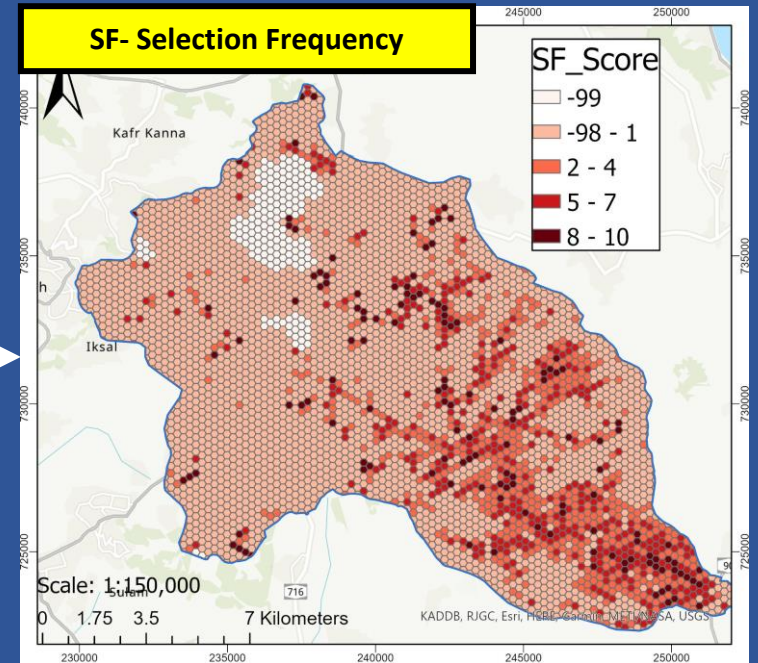 SF- Selection Frequency
245000
250000
SF_Score
-99
-98 - 1
2 - 4
5 - 7
8 - 10
740000
740000
Kafr Kanna
735000
735000
h
Iksal
730000
730000
725000
725000
90
Scale: 1:150,000
Sulam
716
0 1.75 3.5 7 Kilometers
KADDB, RJGC, Esri, HERE, Garmin, METI/NASA, USGS
230000
235000
240000
245000
250000